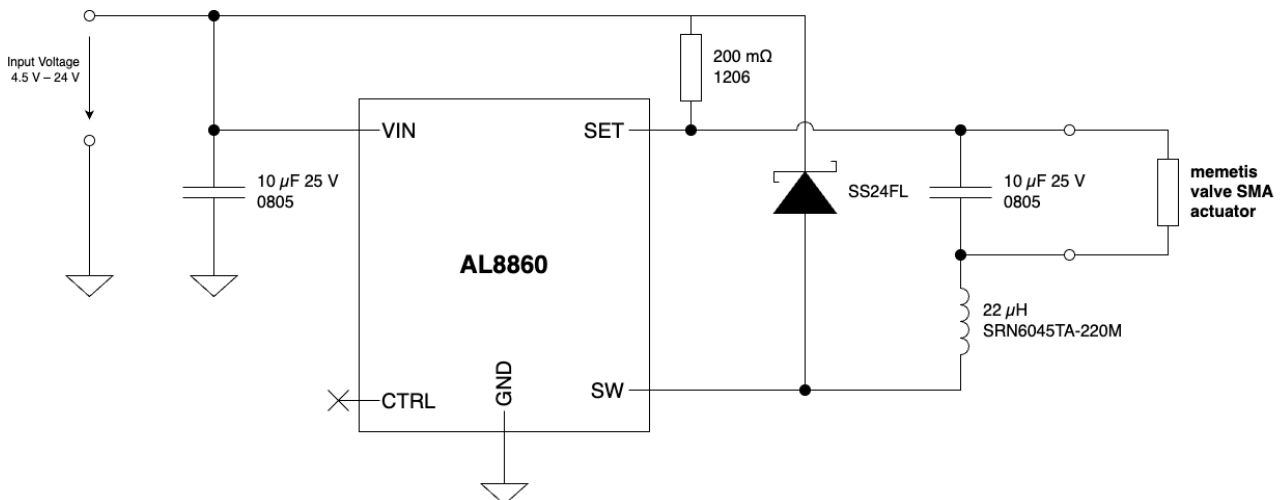 Input Voltage
4.5 V – 24 V
200 mΩ
1206
VIN
SET
10 µF 25 V
0805
SS24FL
10 µF 25 V
0805
memetis
valve SMA
actuator
AL8860
22 µH
SRN6045TA-220M
CTRL
GND
SW